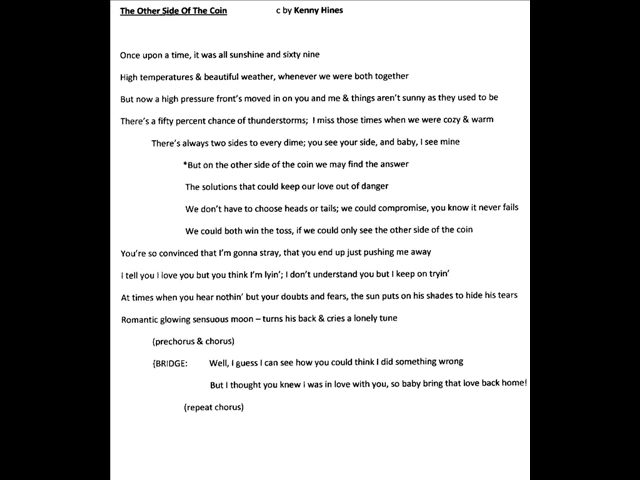 The Other Side Of The Coin c by Kenny Hines
Once upon a time, it was all sunshine and sixty nine
High temperatures & beautiful weather, whenever we were both together
But now a high pressure front's moved in on you and me & things aren't sunny as they used to be
There's a fifty percent chance of thunderstorms; I miss those times when we were cozy & warm
There's always two sides to every dime; you see your side, and baby, I see mine
*But on the other side of the coin we may find the answer
The solutions that could keep our love out of danger
We don't have to choose heads or tails; we could compromise, you know it never fails
We could both win the toss, if we could only see the other side of the coin
You're so convinced that I'm gonna stray, that you end up just pushing me away
I tell you I love you but you think I'm lyin'; I don't understand you but I keep on tryin'
At times when you hear nothin' but your doubts and fears, the sun puts on his shades to hide his tears
Romantic glowing sensuous moon – turns his back & cries a lonely tune
(prechorus & chorus)
(BRIDGE: Well, I guess I can see how you could think I did something wrong
But I thought you knew I was in love with you, so baby bring that love back home!
(repeat chorus)